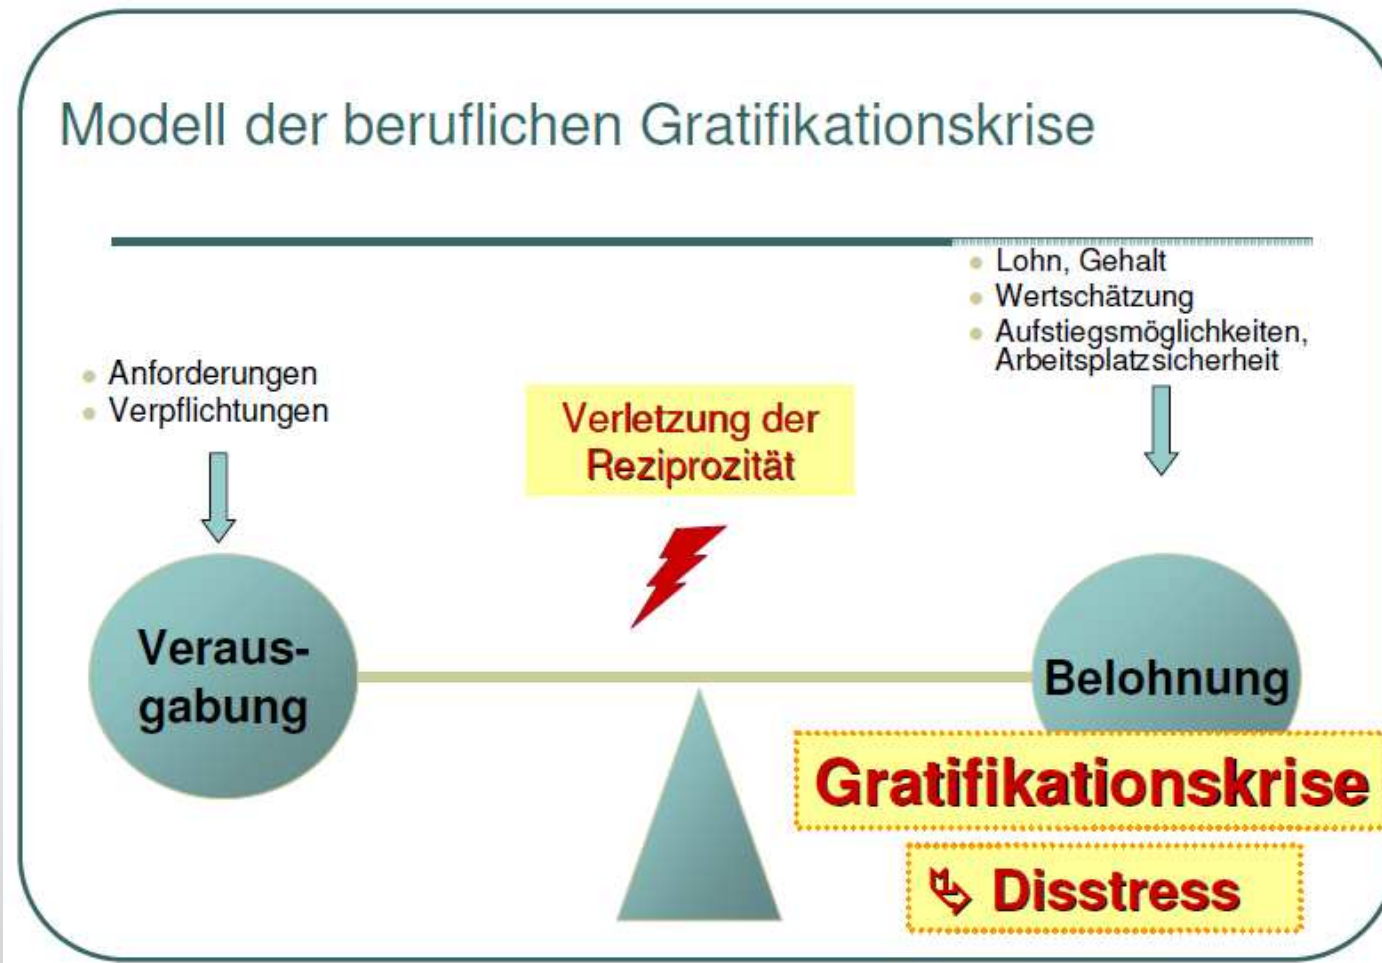 Modell der beruflichen Gratifikationskrise
Lohn, Gehalt
Wertschätzung
Aufstiegsmöglichkeiten,
Arbeitsplatzsicherheit
Anforderungen
Verpflichtungen
Verletzung der
Reziprozität
Veraus-
gabung
Belohnung
Gratifikationskrise
Disstress